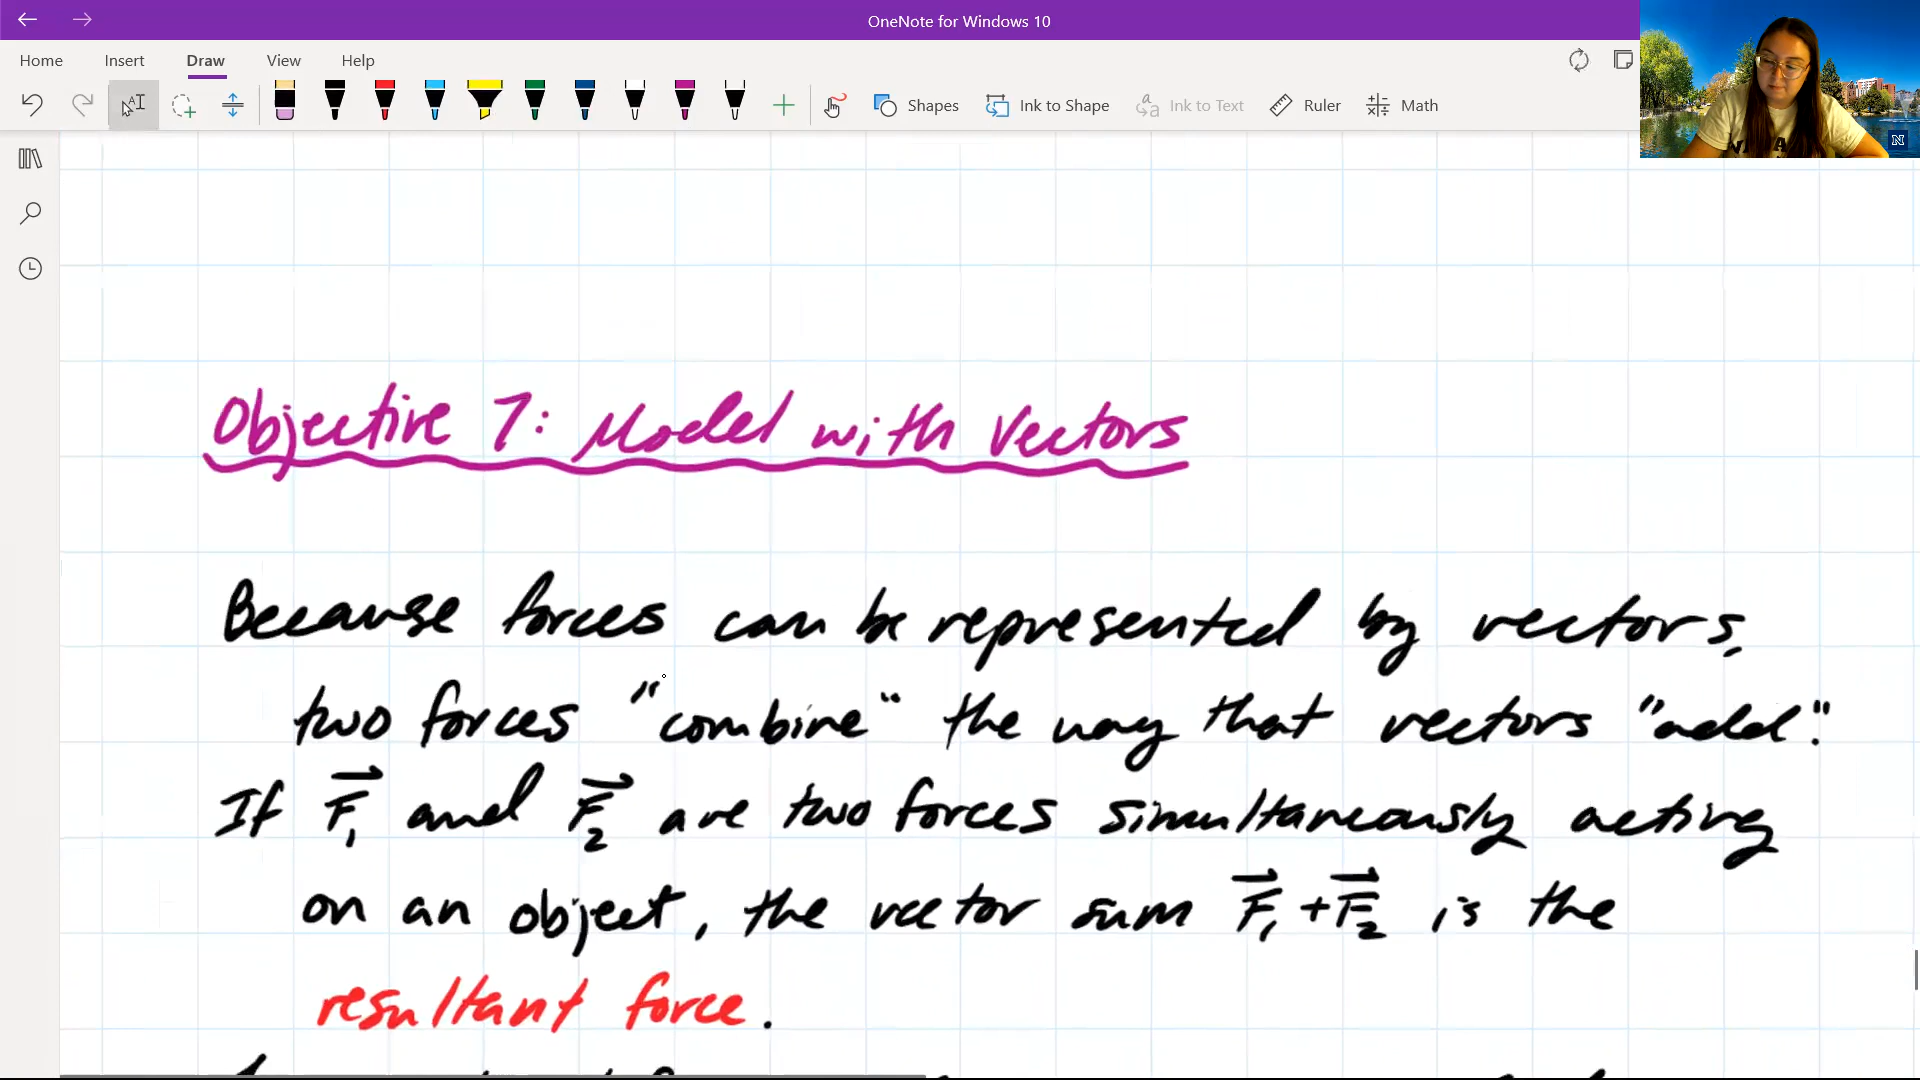 OneNote for Windows 10
Home Insert Draw View Help
Shapes Ink to Shape Ink to Text Ruler Math
N
Objective 7: Model with Vectors
Because forces can be represented by vectors,
two forces "combine" the way that vectors "add".
If F₁ and F₂ are two forces simultaneously acting
on an object, the vector sum F₁ + F₂ is the
resultant force.